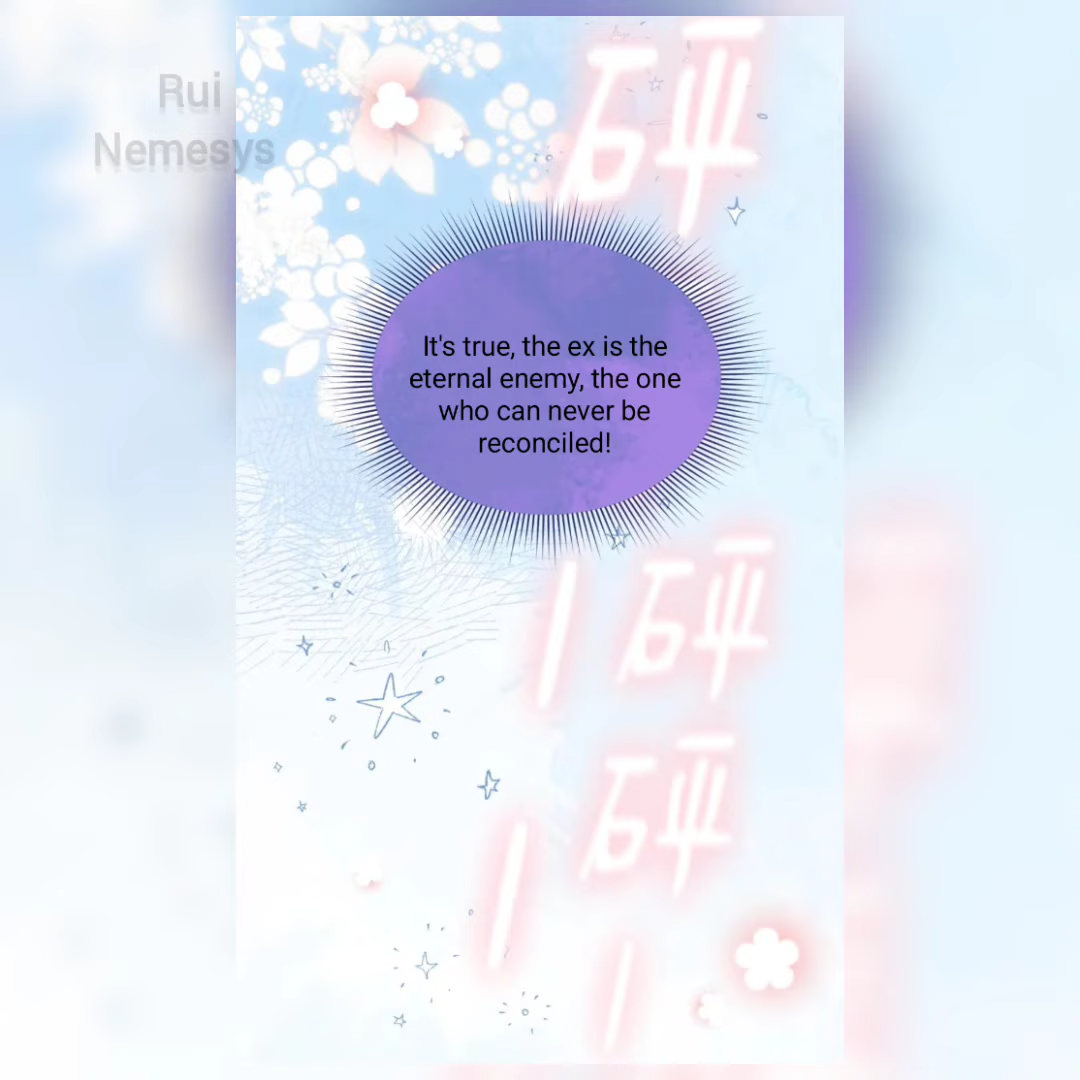 Rui
Nemesys
砰
It's true, the ex is the
eternal enemy, the one
who can never be
reconciled!
砰
砰